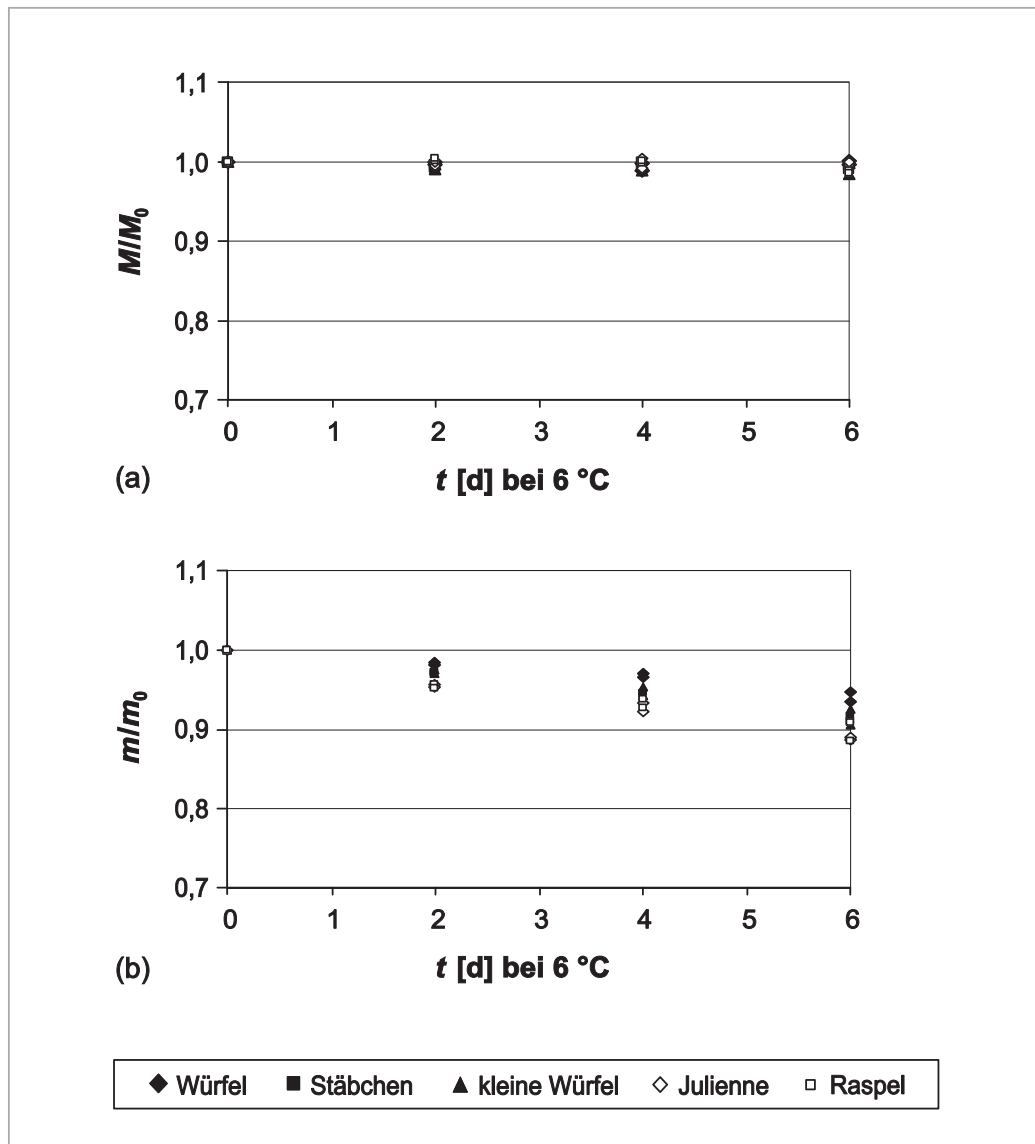 1,1
1,0
0,9
0,8
0,7
M/M₀
0 1 2 3 4 5 6
(a) t [d] bei 6 °C
1,1
1,0
0,9
0,8
0,7
m/m₀
0 1 2 3 4 5 6
(b) t [d] bei 6 °C
Würfel Stäbchen kleine Würfel Julienne Raspel